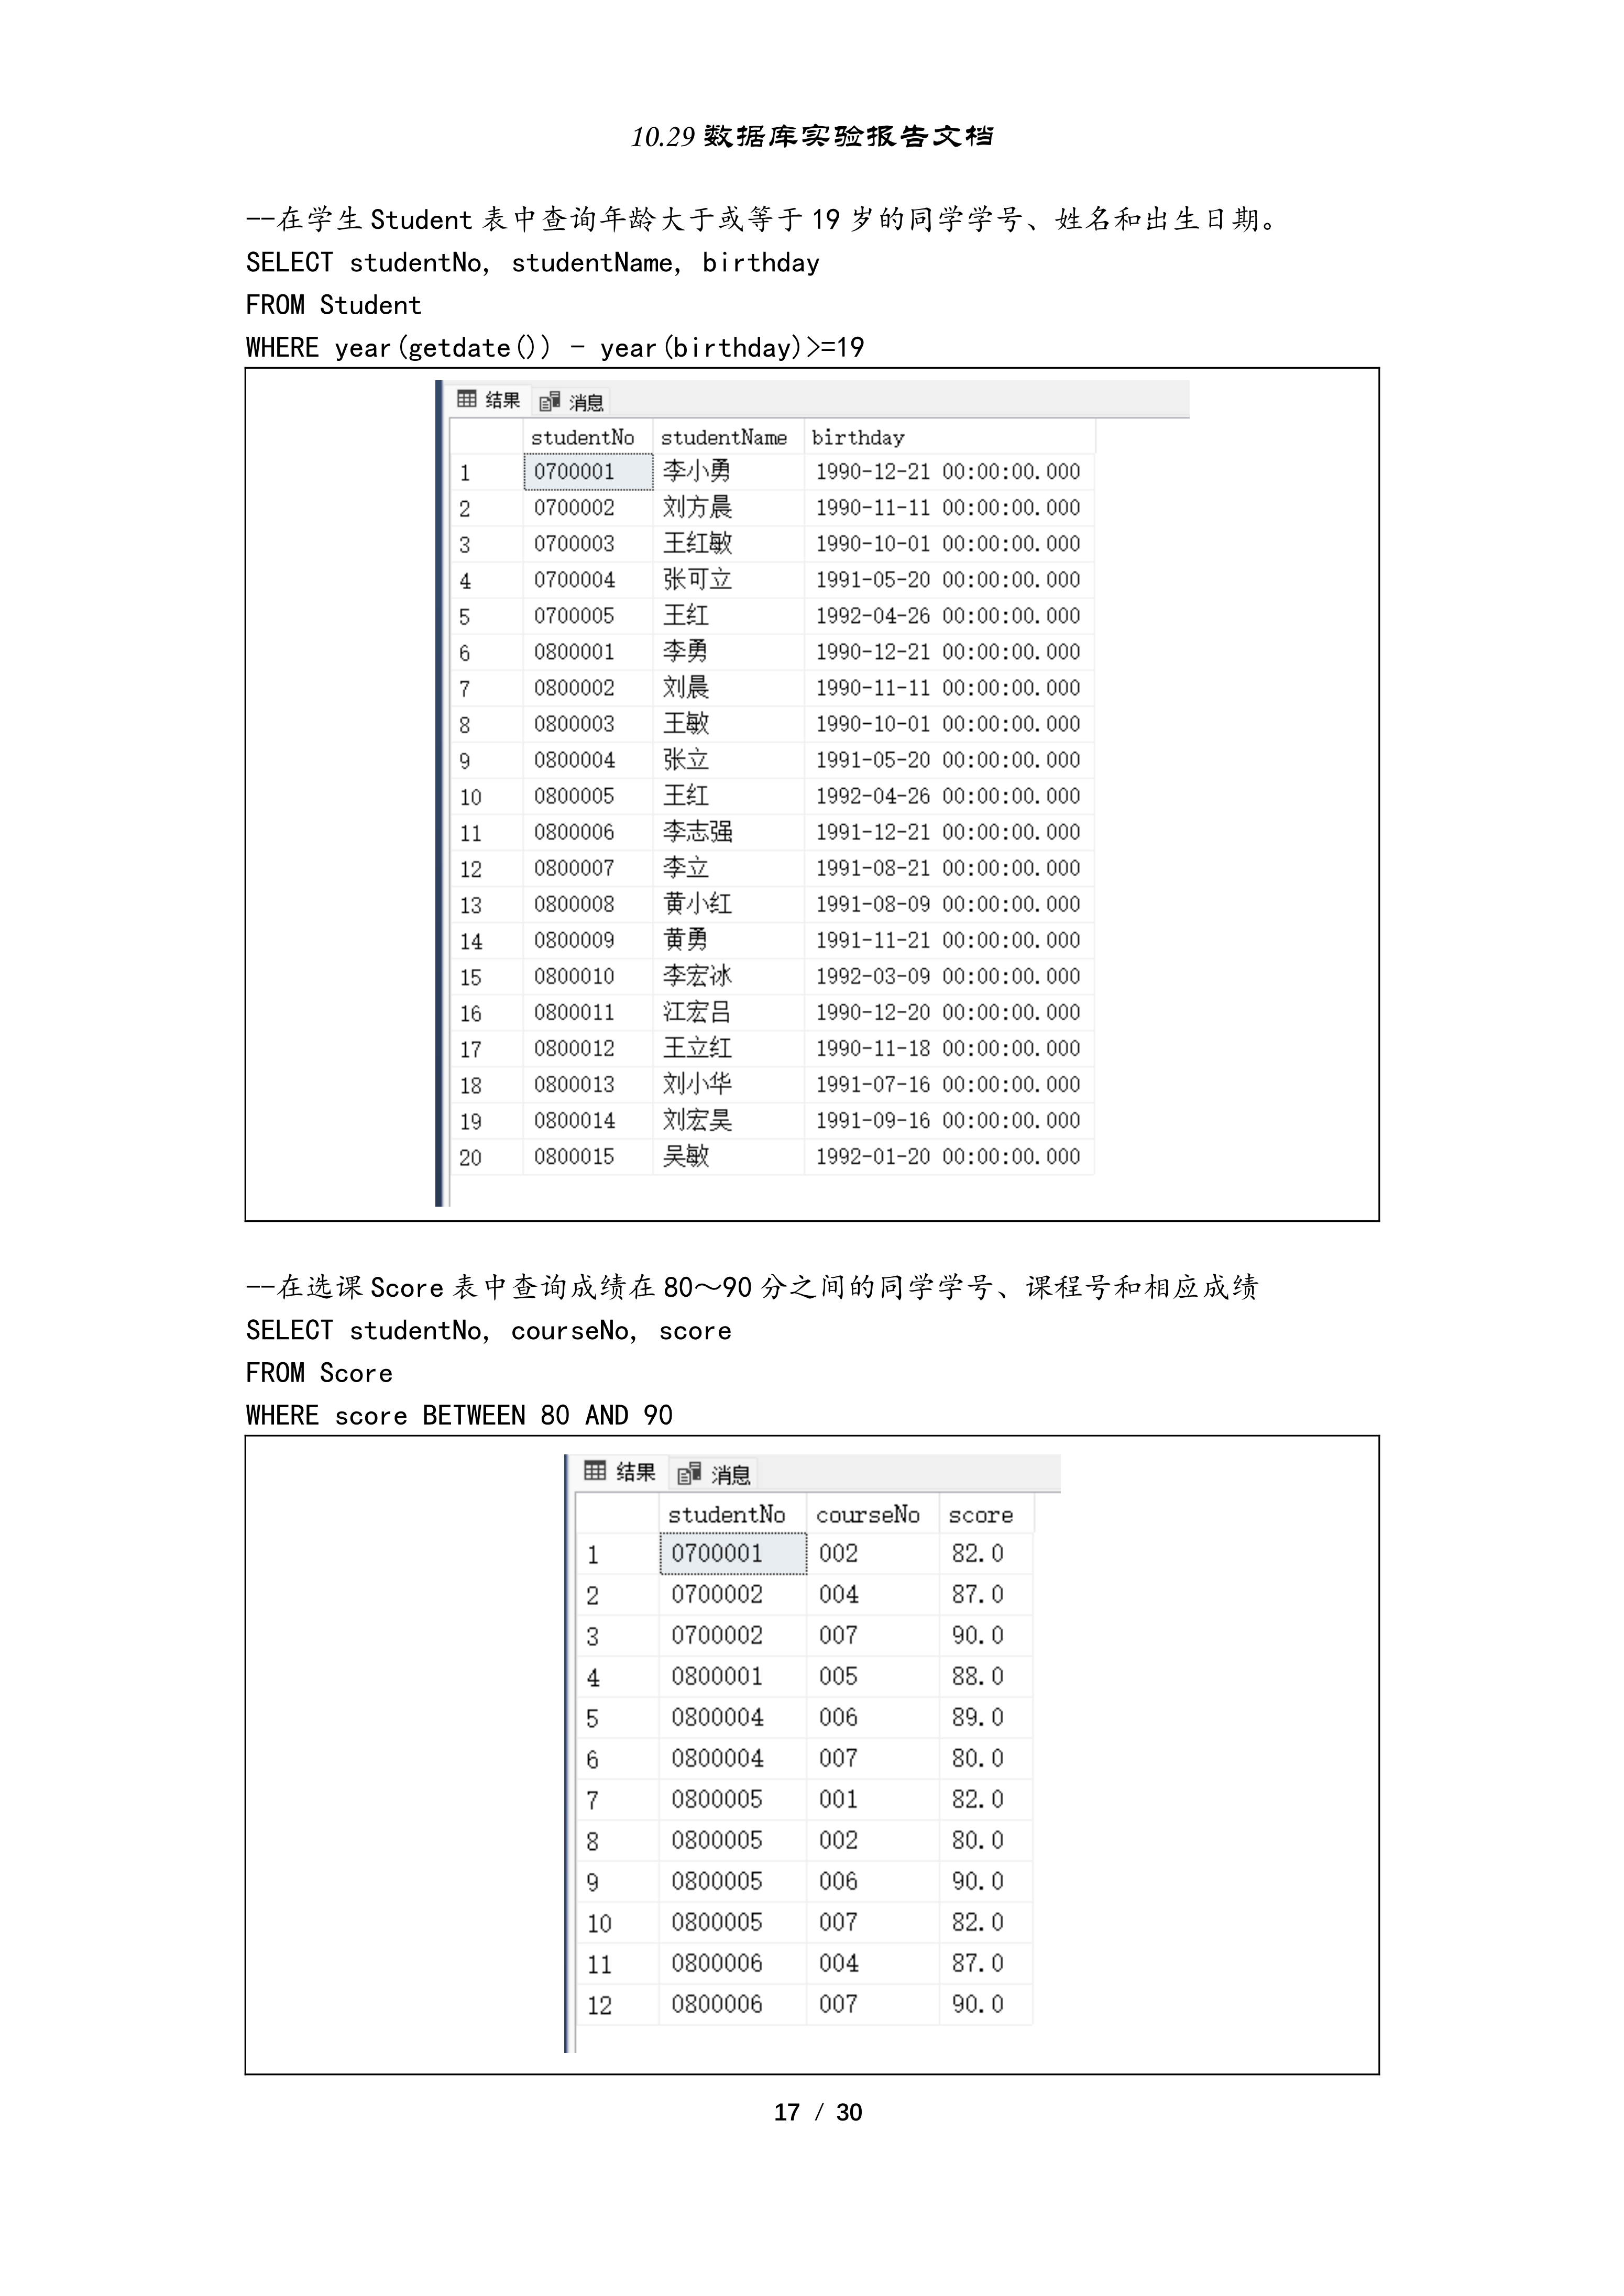 10.29 数据库实验报告文档
--在学生 Student 表中查询年龄大于或等于 19 岁的同学学号、姓名和出生日期。
SELECT studentNo, studentName, birthday
FROM Student
WHERE year(getdate()) - year(birthday)>=19
结果 消息
studentNo studentName birthday
1 0700001 李小勇 1990-12-21 00:00:00.000
2 0700002 刘方晨 1990-11-11 00:00:00.000
3 0700003 王红敏 1990-10-01 00:00:00.000
4 0700004 张可立 1991-05-20 00:00:00.000
5 0700005 王红 1992-04-26 00:00:00.000
6 0800001 李勇 1990-12-21 00:00:00.000
7 0800002 刘晨 1990-11-11 00:00:00.000
8 0800003 王敏 1990-10-01 00:00:00.000
9 0800004 张立 1991-05-20 00:00:00.000
10 0800005 王红 1992-04-26 00:00:00.000
11 0800006 李志强 1991-12-21 00:00:00.000
12 0800007 李立 1991-08-21 00:00:00.000
13 0800008 黄小红 1991-08-09 00:00:00.000
14 0800009 黄勇 1991-11-21 00:00:00.000
15 0800010 李宏冰 1992-03-09 00:00:00.000
16 0800011 江宏吕 1990-12-20 00:00:00.000
17 0800012 王立红 1990-11-18 00:00:00.000
18 0800013 刘小华 1991-07-16 00:00:00.000
19 0800014 刘宏昊 1991-09-16 00:00:00.000
20 0800015 吴敏 1992-01-20 00:00:00.000
--在选课 Score 表中查询成绩在 80～90 分之间的同学学号、课程号和相应成绩
SELECT studentNo, courseNo, score
FROM Score
WHERE score BETWEEN 80 AND 90
结果 消息
studentNo courseNo score
1 0700001 002 82.0
2 0700002 004 87.0
3 0700002 007 90.0
4 0800001 005 88.0
5 0800004 006 89.0
6 0800004 007 80.0
7 0800005 001 82.0
8 0800005 002 80.0
9 0800005 006 90.0
10 0800005 007 82.0
11 0800006 004 87.0
12 0800006 007 90.0
17 / 30